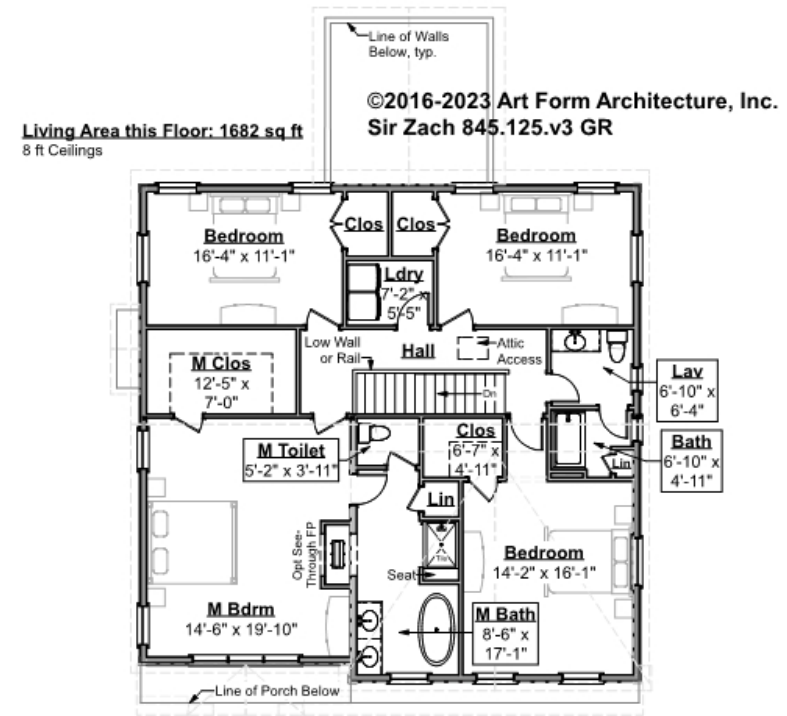 Line of Walls
Below, typ.
©2016-2023 Art Form Architecture, Inc.
Sir Zach 845.125.v3 GR
Living Area this Floor: 1682 sq ft
8 ft Ceilings
Bedroom
16'-4" x 11'-1"
Clos
Clos
Bedroom
16'-4" x 11'-1"
Ldry
7'-2" x
5'-5"
Low Wall
or Rail
Hall
Attic
Access
M Clos
12'-5" x
7'-0"
Dn
Lav
6'-10" x
6'-4"
Clos
6'-7" x
4'-11"
M Toilet
5'-2" x 3'-11"
Bath
6'-10" x
4'-11"
Lin
Lin
Opt See-
Through FP
Tile
Seat
Bedroom
14'-2" x 16'-1"
M Bdrm
14'-6" x 19'-10"
M Bath
8'-6" x
17'-1"
Line of Porch Below